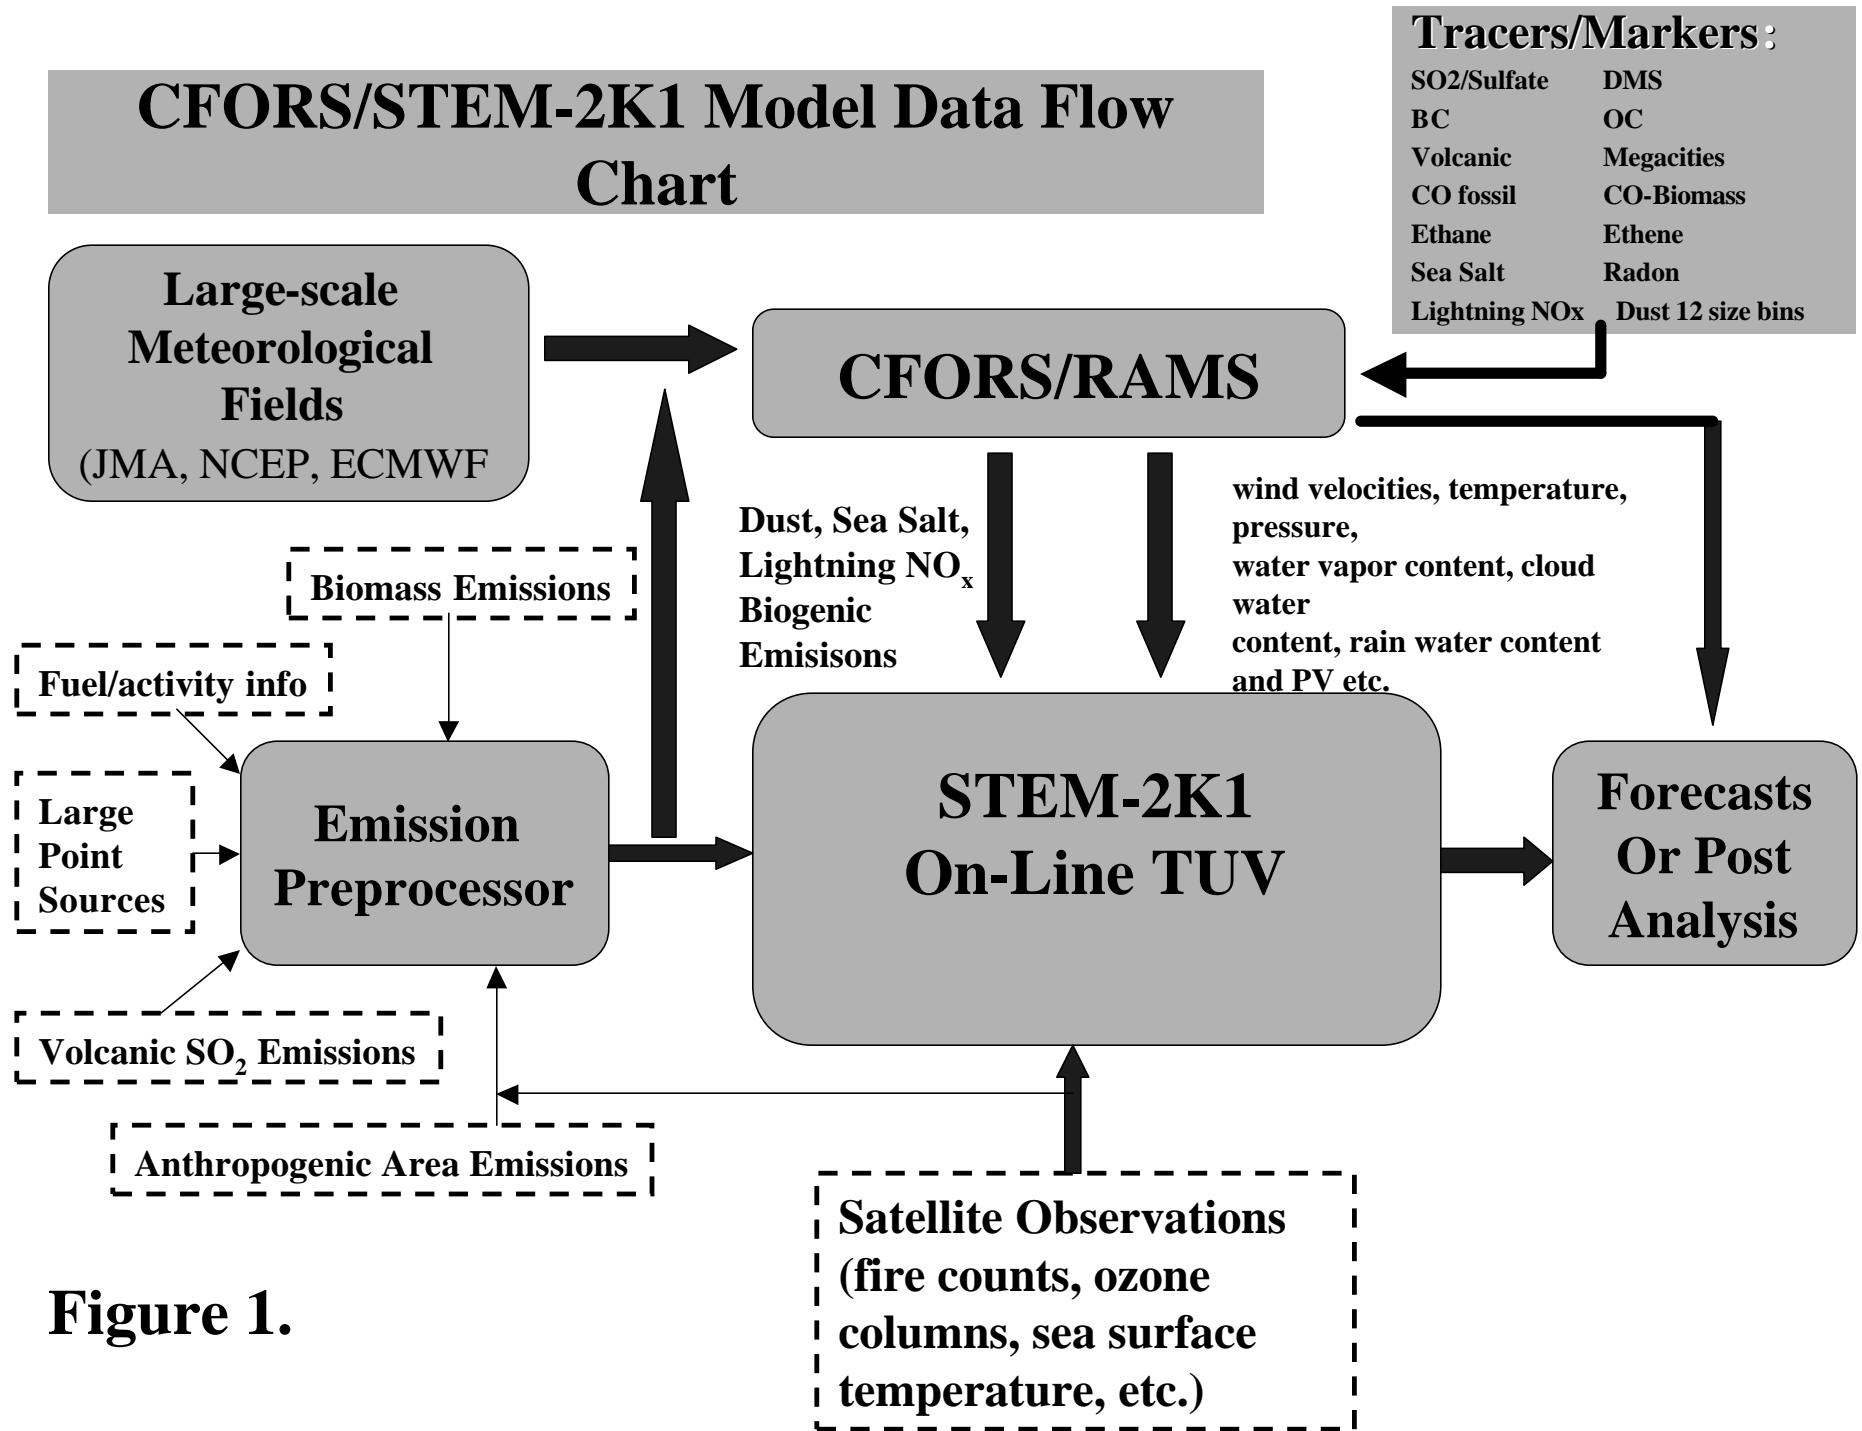 CFORS/STEM-2K1 Model Data Flow
Chart
Tracers/Markers:
SO2/Sulfate DMS
BC OC
Volcanic Megacities
CO fossil CO-Biomass
Ethane Ethene
Sea Salt Radon
Lightning NOx Dust 12 size bins
Large-scale
Meteorological
Fields
(JMA, NCEP, ECMWF
CFORS/RAMS
Dust, Sea Salt,
Lightning NOx
Biogenic
Emisisons
wind velocities, temperature,
pressure,
water vapor content, cloud
water
content, rain water content
and PV etc.
Biomass Emissions
Fuel/activity info
Large
Point
Sources
Emission
Preprocessor
STEM-2K1
On-Line TUV
Forecasts
Or Post
Analysis
Volcanic SO2 Emissions
Anthropogenic Area Emissions
Satellite Observations
(fire counts, ozone
columns, sea surface
temperature, etc.)
Figure 1.